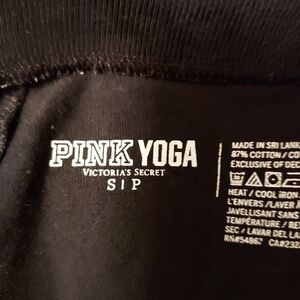 PINK YOGA
VICTORIA'S SECRET
S | P
MADE IN SRI LANKA
87% COTTON / CO
EXCLUSIVE OF DEC
HEAT / COOL IRON
L'ENVERS /LAVER À
JAVELLISANT SANS
TEMPÉRATURE / RE
SEC / LAVAR DEL LA
RN#54867 CA#232